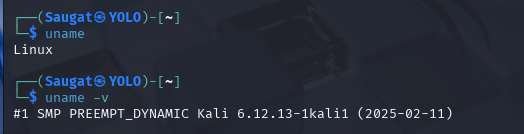 ┌──(Saugat㉿YOLO)-[~]
└─$ uname
Linux
┌──(Saugat㉿YOLO)-[~]
└─$ uname -v
#1 SMP PREEMPT_DYNAMIC Kali 6.12.13-1kali1 (2025-02-11)